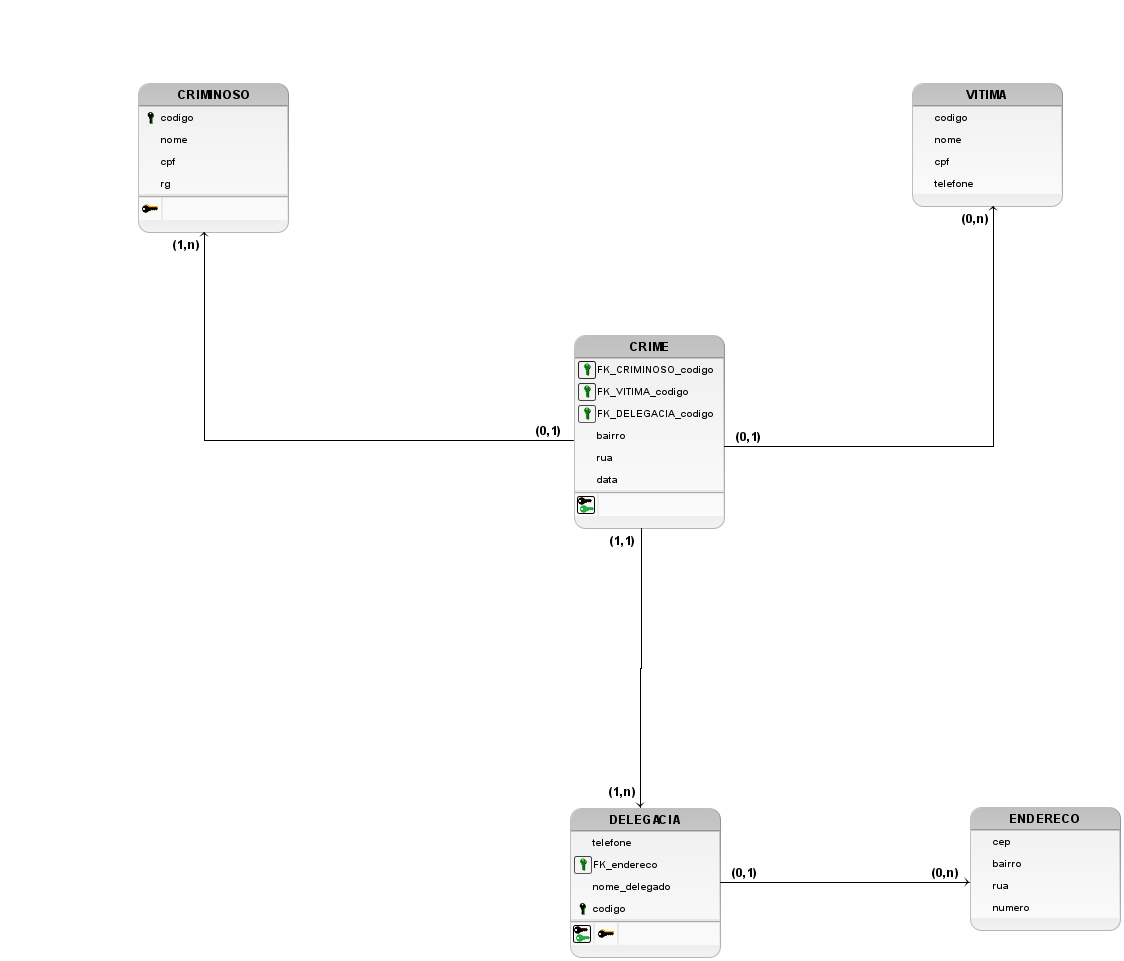 CRIMINOSO
codigo
nome
cpf
rg
(1,n)
VITIMA
codigo
nome
cpf
telefone
(0,n)
CRIME
FK_CRIMINOSO_codigo
FK_VITIMA_codigo
FK_DELEGACIA_codigo
bairro
rua
data
(0,1)
(0,1)
(1,1)
(1,n)
DELEGACIA
telefone
FK_endereco
nome_delegado
codigo
(0,1)
(0,n)
ENDERECO
cep
bairro
rua
numero